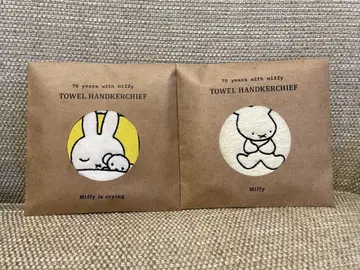 70 years with miffy
TOWEL HANDKERCHIEF
Miffy is crying
70 years with miffy
TOWEL HANDKERCHIEF
Miffy